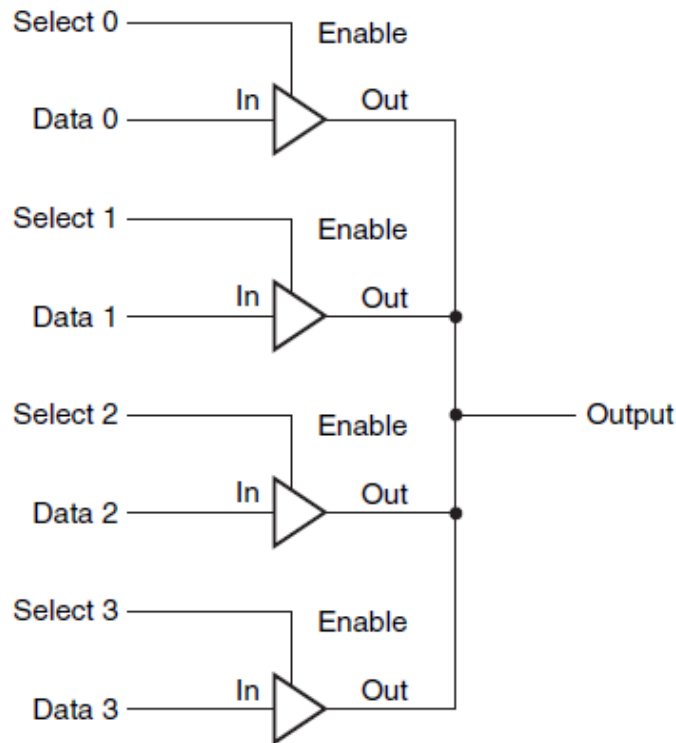 Select 0
Enable
In
Out
Data 0
Select 1
Enable
In
Out
Data 1
Select 2
Enable
Output
In
Out
Data 2
Select 3
Enable
In
Out
Data 3